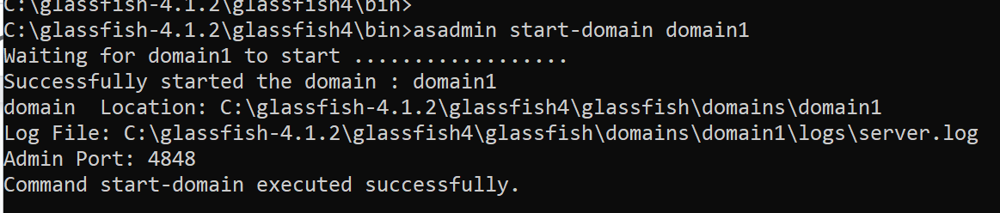 C:\glassfish-4.1.2\glassfish4\bin>
C:\glassfish-4.1.2\glassfish4\bin>asadmin start-domain domain1
Waiting for domain1 to start ..................
Successfully started the domain : domain1
domain  Location: C:\glassfish-4.1.2\glassfish4\glassfish\domains\domain1
Log File: C:\glassfish-4.1.2\glassfish4\glassfish\domains\domain1\logs\server.log
Admin Port: 4848
Command start-domain executed successfully.